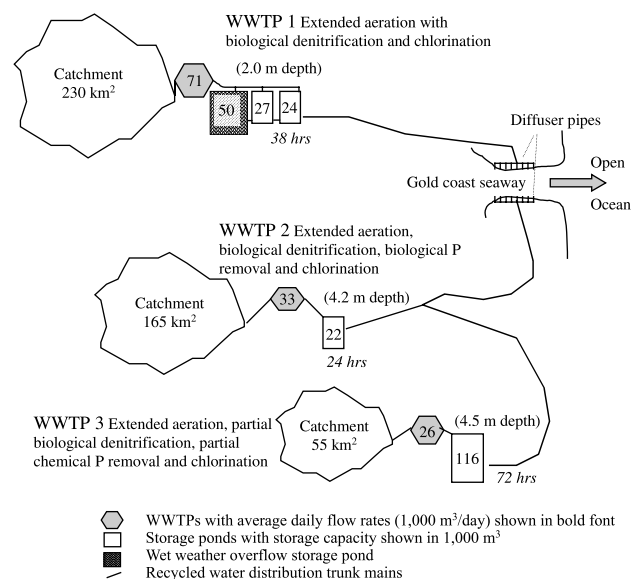 WWTP 1 Extended aeration with
biological denitrification and chlorination
Catchment
230 km²
71
(2.0 m depth)
50
27
24
38 hrs
Diffuser pipes
Gold coast seaway
Open
Ocean
WWTP 2 Extended aeration,
biological denitrification, biological P
removal and chlorination
Catchment
165 km²
33
(4.2 m depth)
22
24 hrs
WWTP 3 Extended aeration, partial
biological denitrification, partial
chemical P removal and chlorination
Catchment
55 km²
26
(4.5 m depth)
116
72 hrs
WWTPs with average daily flow rates (1,000 m³/day) shown in bold font
Storage ponds with storage capacity shown in 1,000 m³
Wet weather overflow storage pond
Recycled water distribution trunk mains